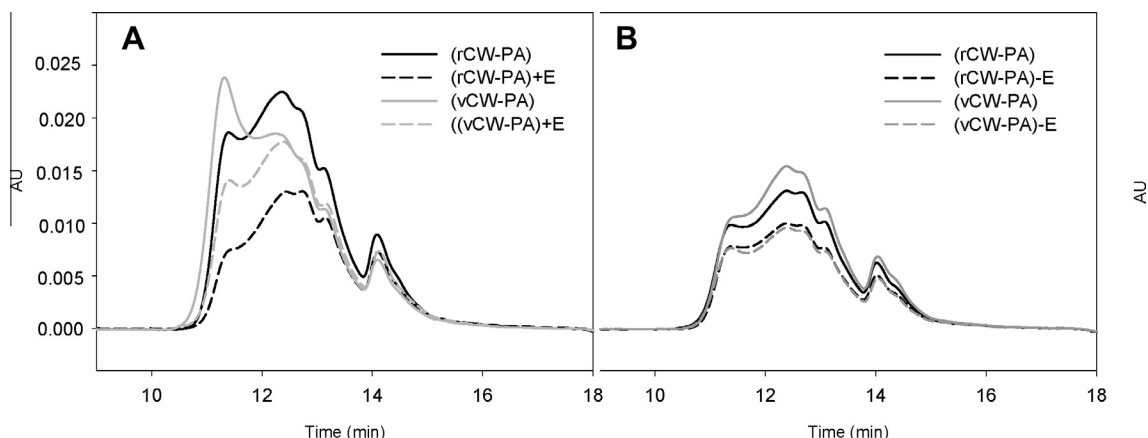 A
(rCW-PA)
(rCW-PA)+E
(vCW-PA)
((vCW-PA)+E
B
(rCW-PA)
(rCW-PA)-E
(vCW-PA)
(vCW-PA)-E
0.025
0.020
0.015
0.010
0.005
0.000
AU
AU
10 12 14 16 18
10 12 14 16 18
Time (min)
Time (min)